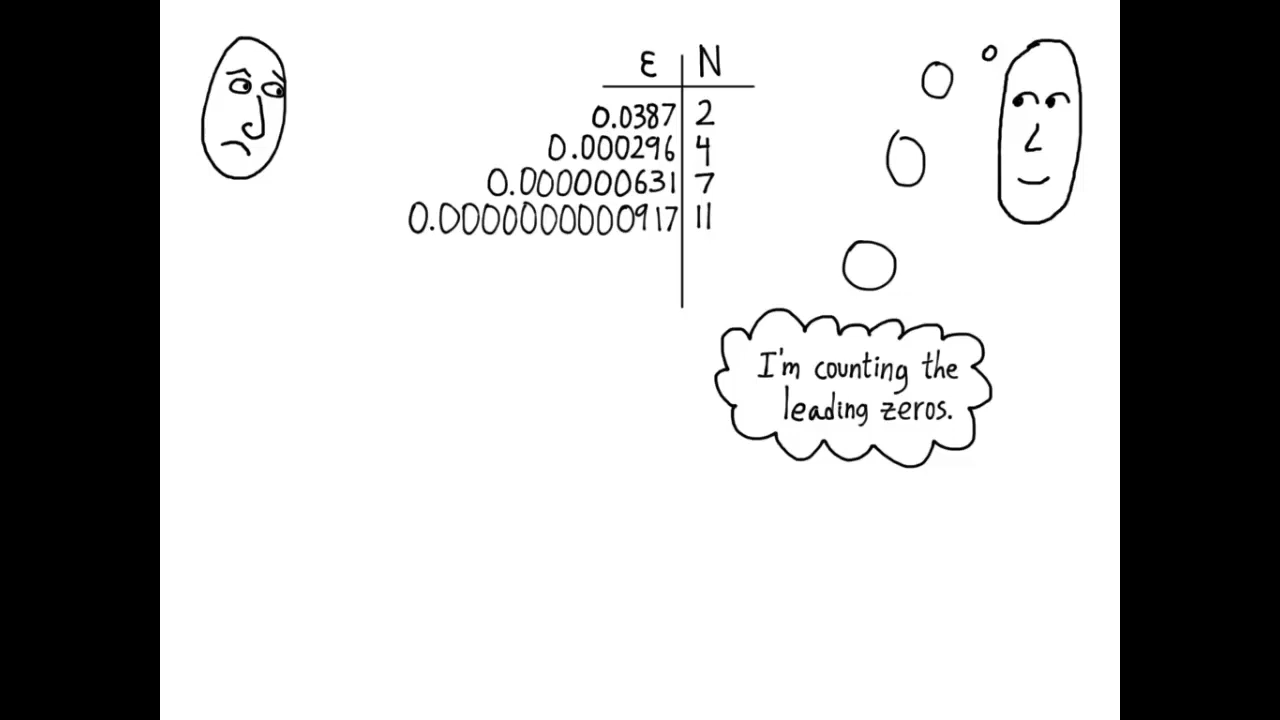 ε N
0.0387 2
0.000296 4
0.000000631 7
0.0000000000917 11
I'm counting the
leading zeros.